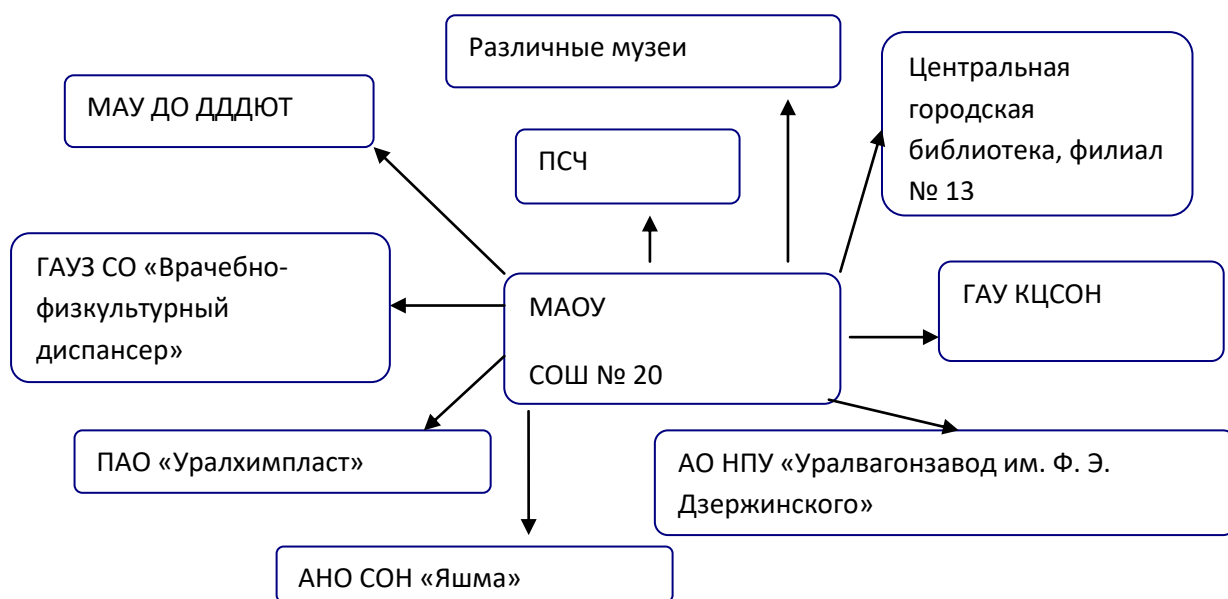 Различные музеи
МАУ ДО ДДДЮТ
Центральная
городская
библиотека, филиал
№ 13
ПСЧ
ГАУЗ СО «Врачебно-
физкультурный
диспансер»
МАОУ
СОШ № 20
ГАУ КЦСОН
ПАО «Уралхимпласт»
АО НПУ «Уралвагонзавод им. Ф. Э.
Дзержинского»
АНО СОН «Яшма»